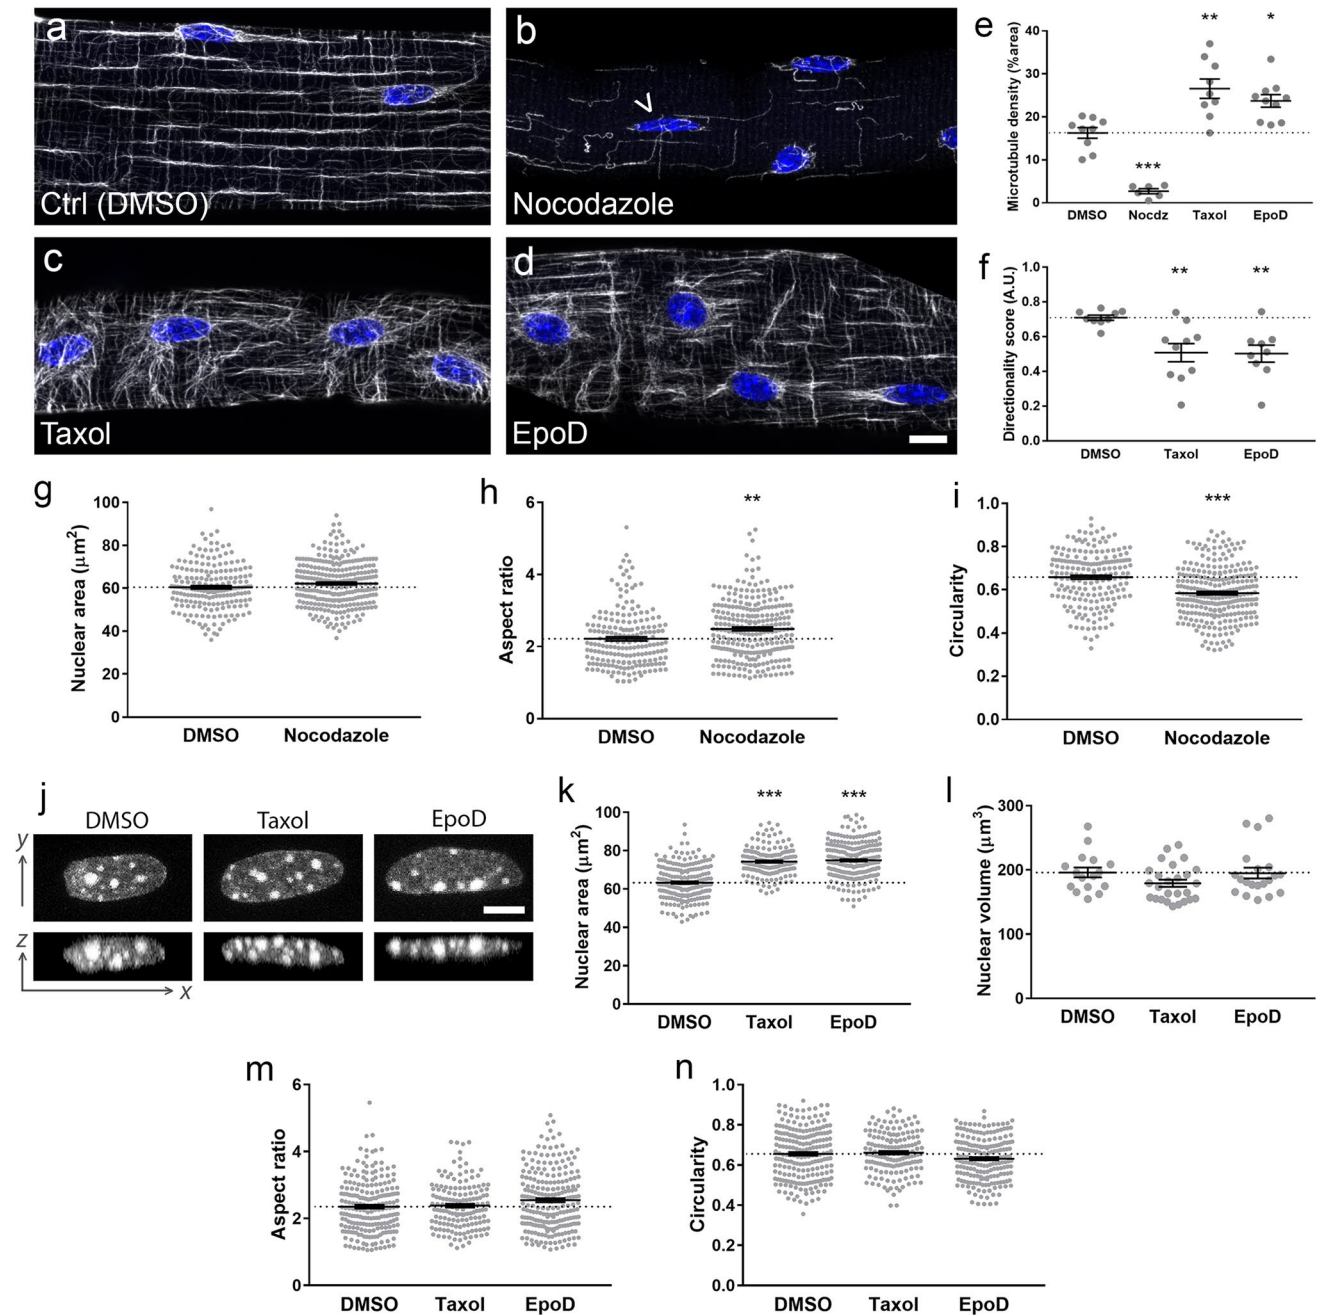 a
Ctrl (DMSO)
b
Nocodazole
c
Taxol
d
EpoD
e
Microtubule density (%area)
40
30
20
10
0
** *
***
DMSO Nocdz Taxol EpoD
f
Directionality score (A.U.)
1.0
0.8
0.6
0.4
0.2
0.0
** **
DMSO Taxol EpoD
g
Nuclear area (μm²)
100
80
60
40
20
0
DMSO Nocodazole
h
Aspect ratio
6
4
2
0
**
DMSO Nocodazole
i
Circularity
1.0
0.8
0.6
0.4
0.2
0.0
***
DMSO Nocodazole
j
DMSO Taxol EpoD
y
z
x
k
Nuclear area (μm²)
100
80
60
40
20
0
*** ***
DMSO Taxol EpoD
l
Nuclear volume (μm³)
300
200
100
0
DMSO Taxol EpoD
m
Aspect ratio
6
4
2
0
DMSO Taxol EpoD
n
Circularity
1.0
0.8
0.6
0.4
0.2
0.0
DMSO Taxol EpoD